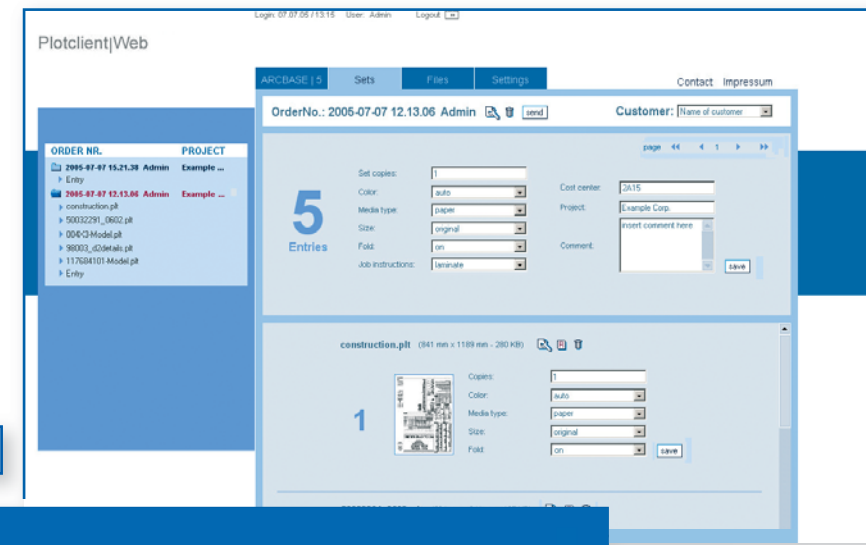 Login: 07.07.05 / 13:15 User: Admin Logout
Plotclient|Web
ARCBASE | 5 Sets Files Settings
Contact Impressum
OrderNo.: 2005-07-07 12.13.06 Admin send Customer: Name of customer
page 1
ORDER NR. PROJECT
2005-07-07 15.21.38 Admin Example ...
Entry
2005-07-07 12.13.06 Admin Example ...
construction.plt
50032291_0602.plt
004X3-Model.plt
98003_d2details.plt
117684101-Model.plt
Entry
5
Entries
Set copies: 1
Color: auto
Media type: paper
Size: original
Fold: on
Job instructions: laminate
Cost center: 2A15
Project: Example Corp.
Comment: insert comment here
save
construction.plt (841 mm x 1189 mm - 280 KB)
1
Copies: 1
Color: auto
Media type: paper
Size: original
Fold: on
save